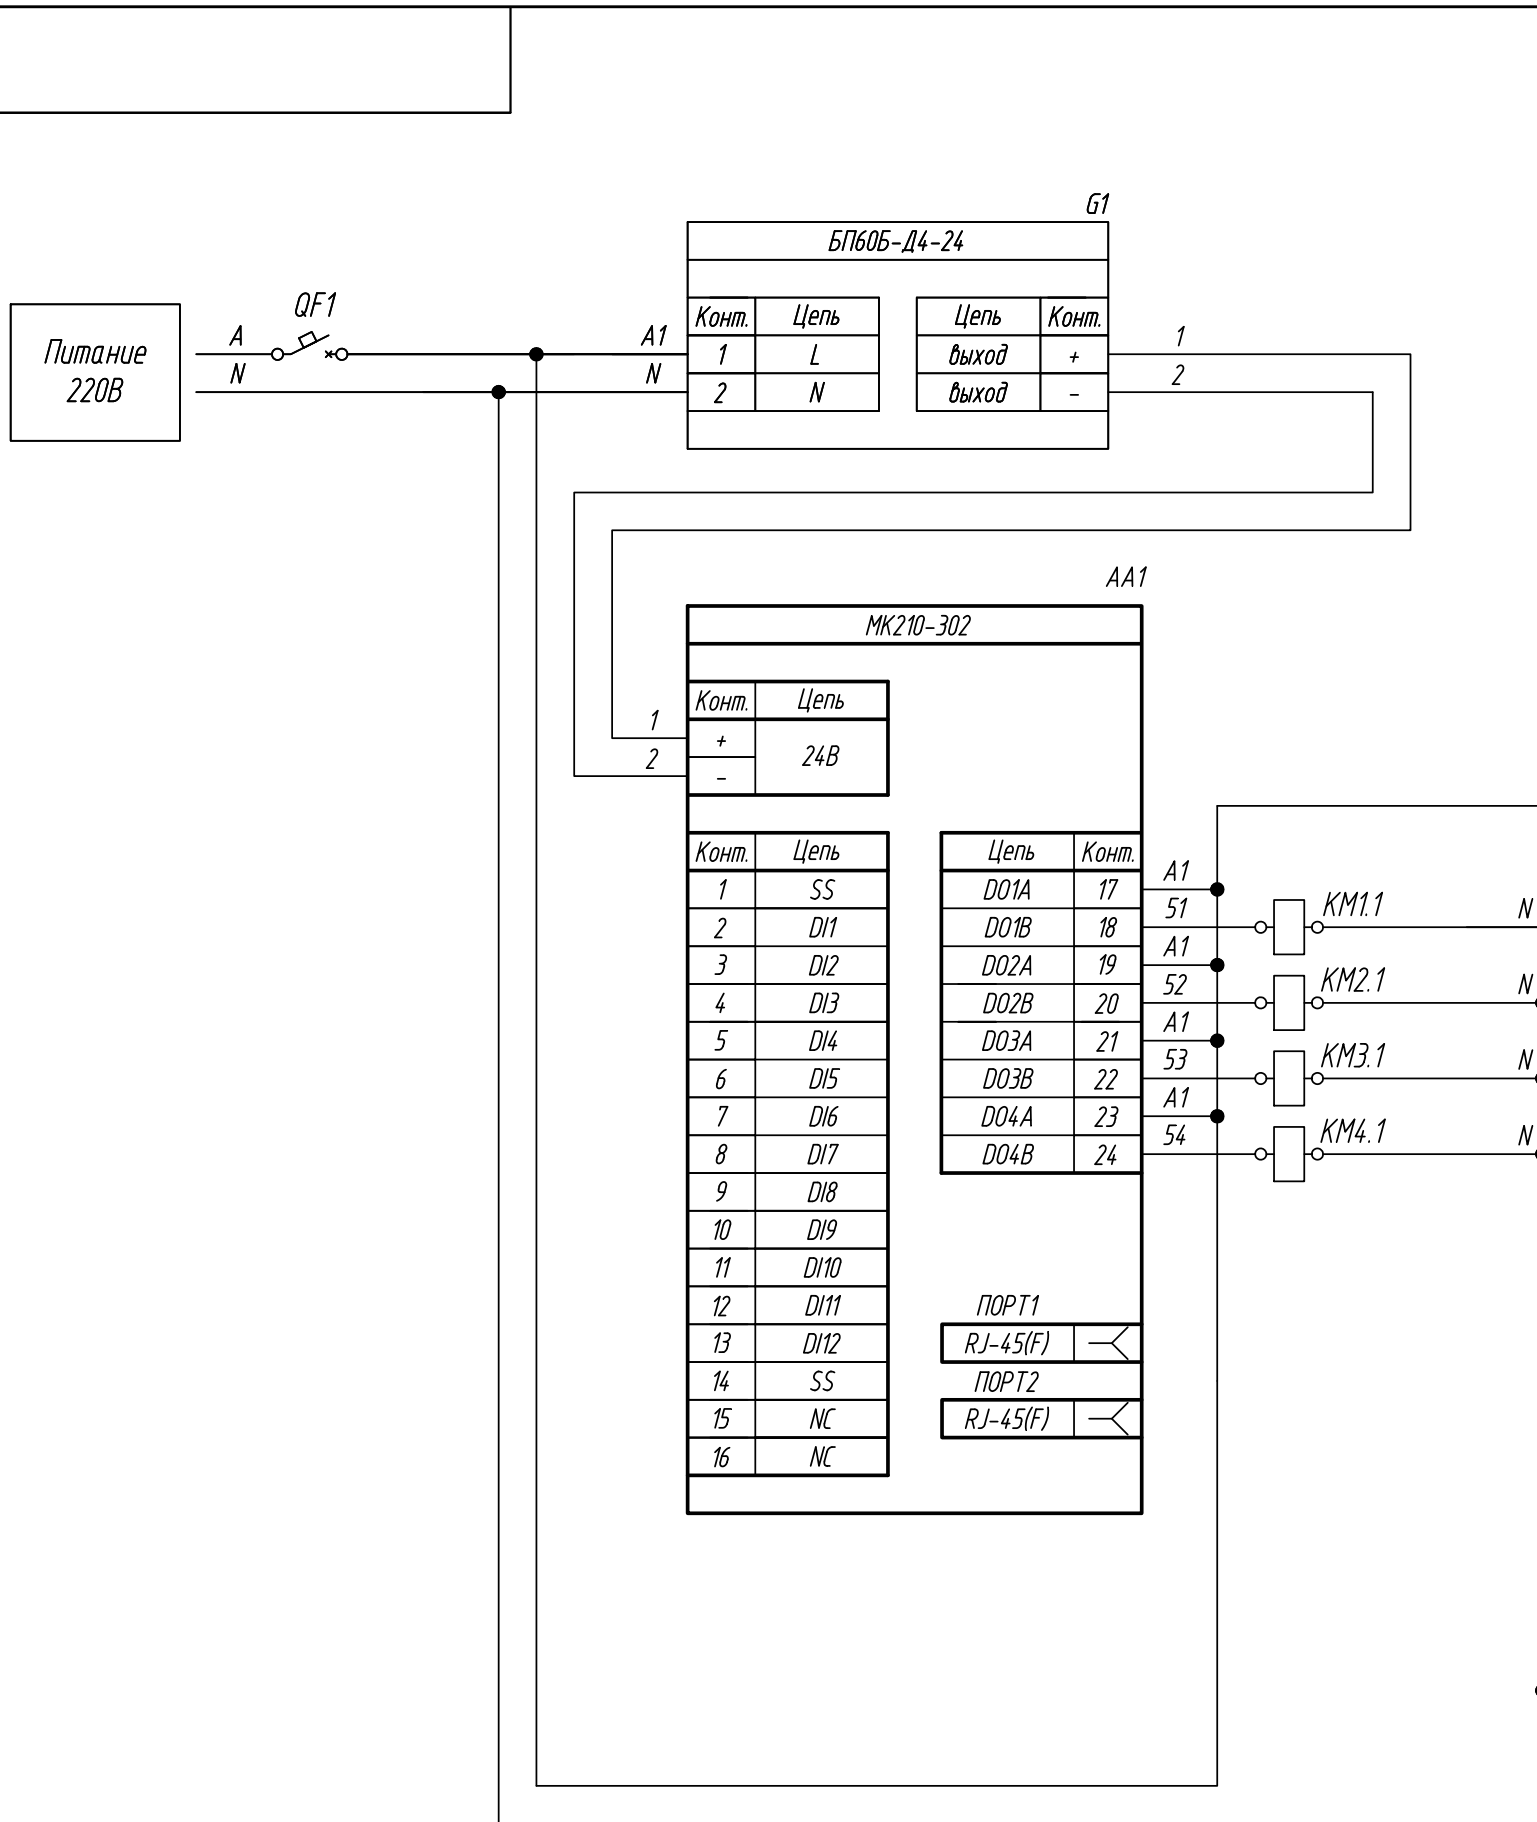 G1
БП60Б-Д4-24
QF1
Питание
220В
A
N
A1
N
Конт. Цепь
1 L
2 N
Цепь Конт.
выход +
выход -
1
2
AA1
МК210-302
Конт. Цепь
1
2
+ 24В
-
Конт. Цепь
1 SS
2 DI1
3 DI2
4 DI3
5 DI4
6 DI5
7 DI6
8 DI7
9 DI8
10 DI9
11 DI10
12 DI11
13 DI12
14 SS
15 NC
16 NC
Цепь Конт.
DO1A 17 A1
DO1B 18 51
DO2A 19 A1
DO2B 20 52
DO3A 21 A1
DO3B 22 53
DO4A 23 A1
DO4B 24 54
KM1.1 N
KM2.1 N
KM3.1 N
KM4.1 N
ПОРТ1
RJ-45(F)
ПОРТ2
RJ-45(F)